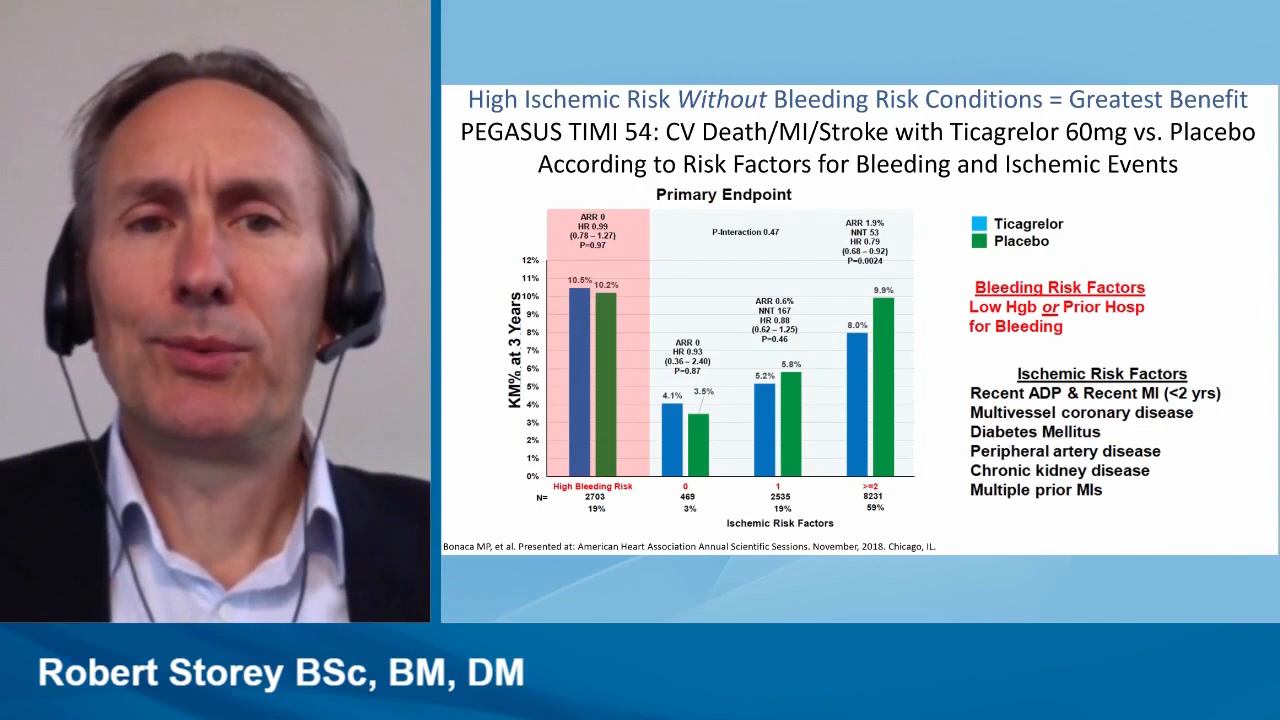 High Ischemic Risk Without Bleeding Risk Conditions = Greatest Benefit
PEGASUS TIMI 54: CV Death/MI/Stroke with Ticagrelor 60mg vs. Placebo
According to Risk Factors for Bleeding and Ischemic Events
Primary Endpoint
ARR 0
HR 0.99
(0.78 – 1.27)
P=0.97
P-Interaction 0.47
ARR 1.9%
NNT 53
HR 0.79
(0.68 – 0.92)
P=0.0024
ARR 0.6%
NNT 167
HR 0.88
(0.62 – 1.25)
P=0.46
ARR 0
HR 0.93
(0.36 – 2.40)
P=0.87
KM% at 3 Years
12%
11%
10%
9%
8%
7%
6%
5%
4%
3%
2%
1%
0%
10.5%
10.2%
4.1%
3.5%
5.2%
5.8%
8.0%
9.9%
High Bleeding Risk
0
1
>=2
N=
2703
469
2535
8231
19%
3%
19%
59%
Ischemic Risk Factors
Ticagrelor
Placebo
Bleeding Risk Factors
Low Hgb or Prior Hosp
for Bleeding
Ischemic Risk Factors
Recent ADP & Recent MI (<2 yrs)
Multivessel coronary disease
Diabetes Mellitus
Peripheral artery disease
Chronic kidney disease
Multiple prior MIs
Bonaca MP, et al. Presented at: American Heart Association Annual Scientific Sessions. November, 2018. Chicago, IL.
Robert Storey BSc, BM, DM